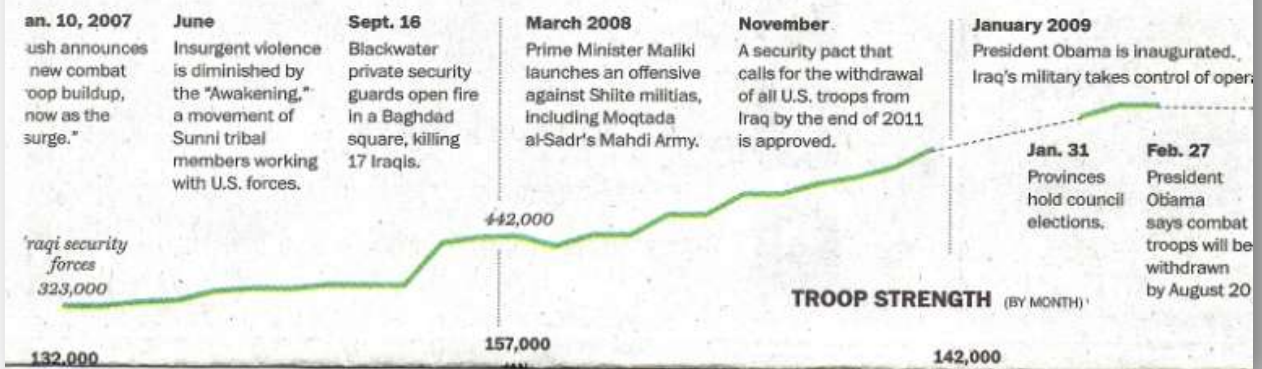 an. 10, 2007
ush announces
new combat
oop buildup,
now as the
surge."
June
Insurgent violence
is diminished by
the "Awakening,"
a movement of
Sunni tribal
members working
with U.S. forces.
Sept. 16
Blackwater
private security
guards open fire
in a Baghdad
square, killing
17 Iraqis.
March 2008
Prime Minister Maliki
launches an offensive
against Shiite militias,
including Moqtada
al-Sadr's Mahdi Army.
November
A security pact that
calls for the withdrawal
of all U.S. troops from
Iraq by the end of 2011
is approved.
January 2009
President Obama is inaugurated.
Iraq's military takes control of oper
Jan. 31
Provinces
hold council
elections.
Feb. 27
President
Obama
says combat
troops will be
withdrawn
by August 20
442,000
raqi security
forces
323,000
TROOP STRENGTH (BY MONTH)
132,000
157,000
142,000